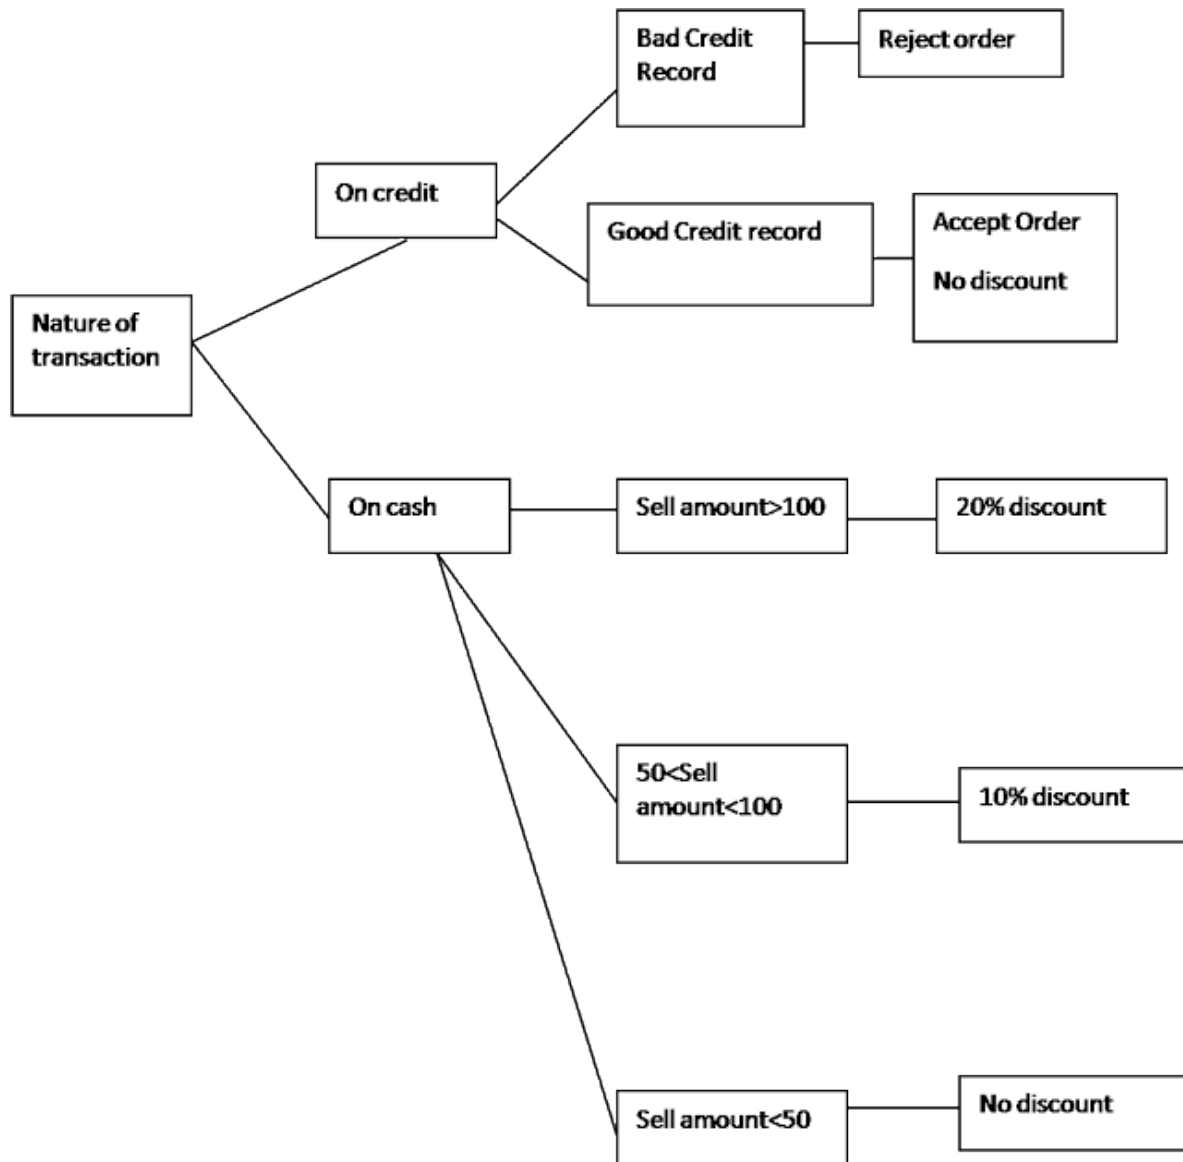 Bad Credit
Record
Reject order
On credit
Good Credit record
Accept Order
No discount
Nature of
transaction
On cash
Sell amount>100
20% discount
50<Sell
amount<100
10% discount
Sell amount<50
No discount